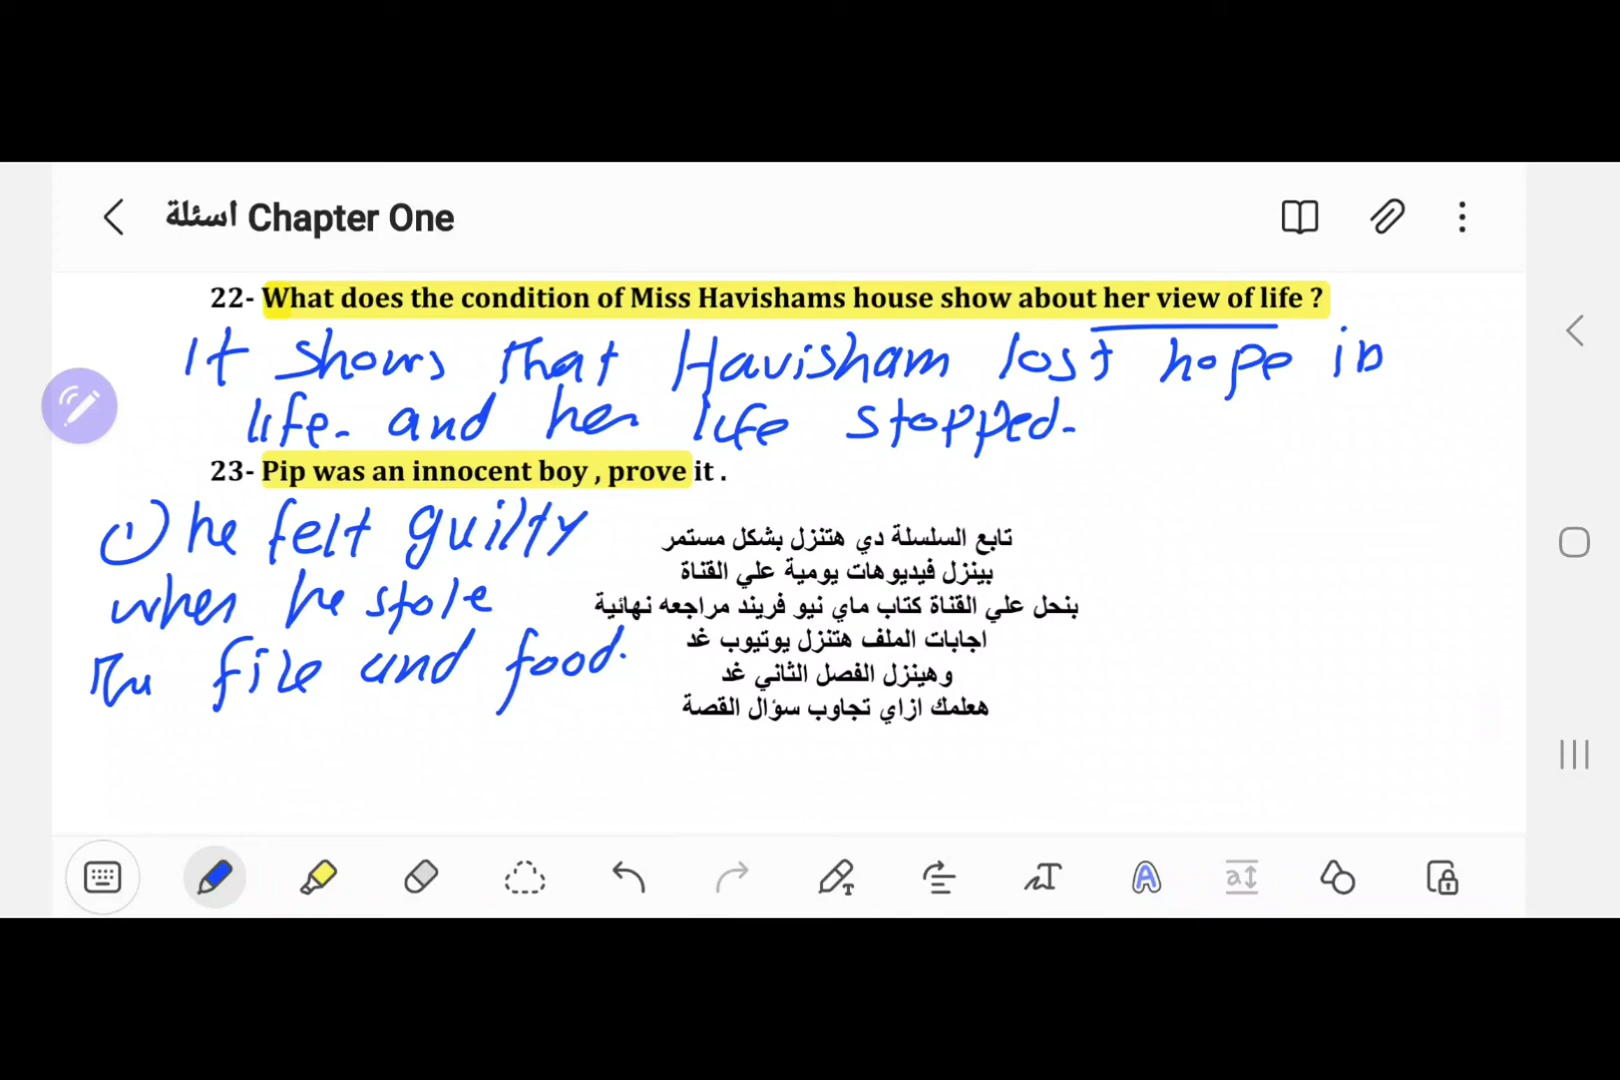 اسئلة Chapter One
22- What does the condition of Miss Havishams house show about her view of life ?
It shows that Havisham lost hope in
life. and her life stopped.
23- Pip was an innocent boy , prove it .
1) he felt guilty
when he stole
the file and food.
تابع السلسلة دي هتنزل بشكل مستمر
بينزل فيديوهات يومية علي القناة
بنحل علي القناة كتاب ماي نيو فريند مراجعه نهائية
اجابات الملف هتنزل يوتيوب غد
وهينزل الفصل الثاني غد
هعلمك ازاي تجاوب سؤال القصة